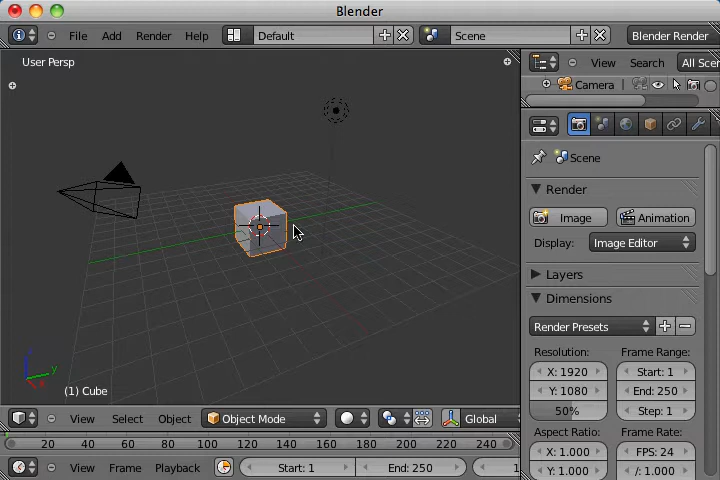 Blender
File Add Render Help Default Scene Blender Render
User Persp
View Search All Scen
Camera
Scene
Render
Image Animation
Display: Image Editor
Layers
Dimensions
Render Presets
Resolution: Frame Range:
X: 1920 Start: 1
Y: 1080 End: 250
50% Step: 1
Aspect Ratio: Frame Rate:
X: 1.000 FPS: 24
Y: 1.000 /: 1.000
z
y
x
(1) Cube
View Select Object Object Mode Global
20 40 60 80 100 120 140 160 180 200 220 240
View Frame Playback Start: 1 End: 250 1